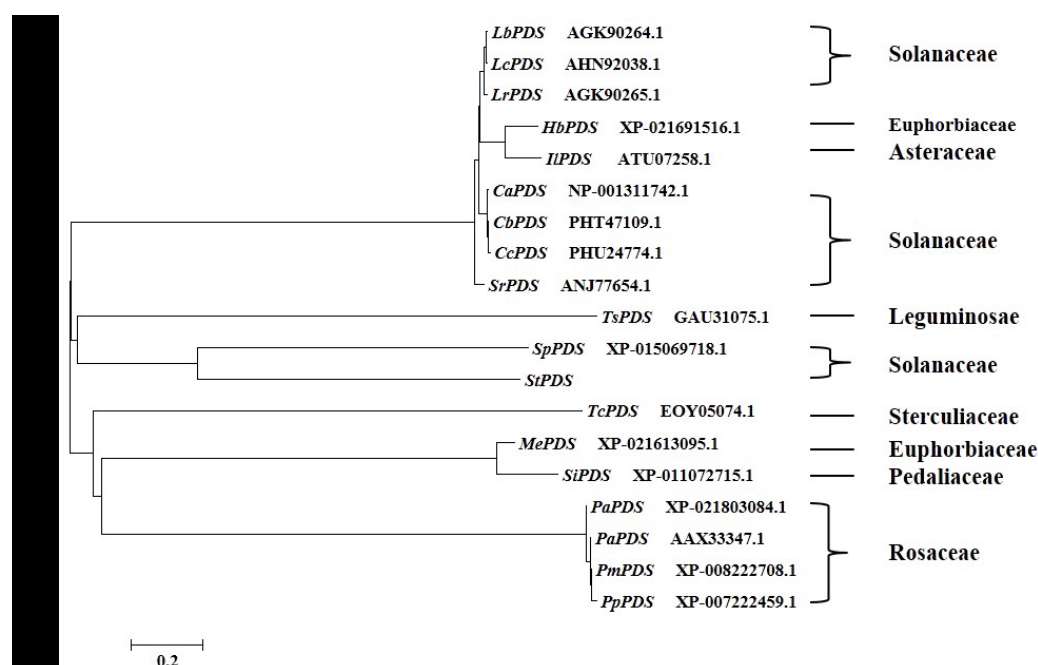 LbPDS AGK90264.1
LcPDS AHN92038.1
Solanaceae
LrPDS AGK90265.1
HbPDS XP-021691516.1 Euphorbiaceae
IlPDS ATU07258.1 Asteraceae
CaPDS NP-001311742.1
CbPDS PHT47109.1
Solanaceae
CcPDS PHU24774.1
SrPDS ANJ77654.1
TsPDS GAU31075.1 Leguminosae
SpPDS XP-015069718.1
Solanaceae
StPDS
TcPDS EOY05074.1 Sterculiaceae
MePDS XP-021613095.1 Euphorbiaceae
SiPDS XP-011072715.1 Pedaliaceae
PaPDS XP-021803084.1
PaPDS AAX33347.1
Rosaceae
PmPDS XP-008222708.1
PpPDS XP-007222459.1
0.2